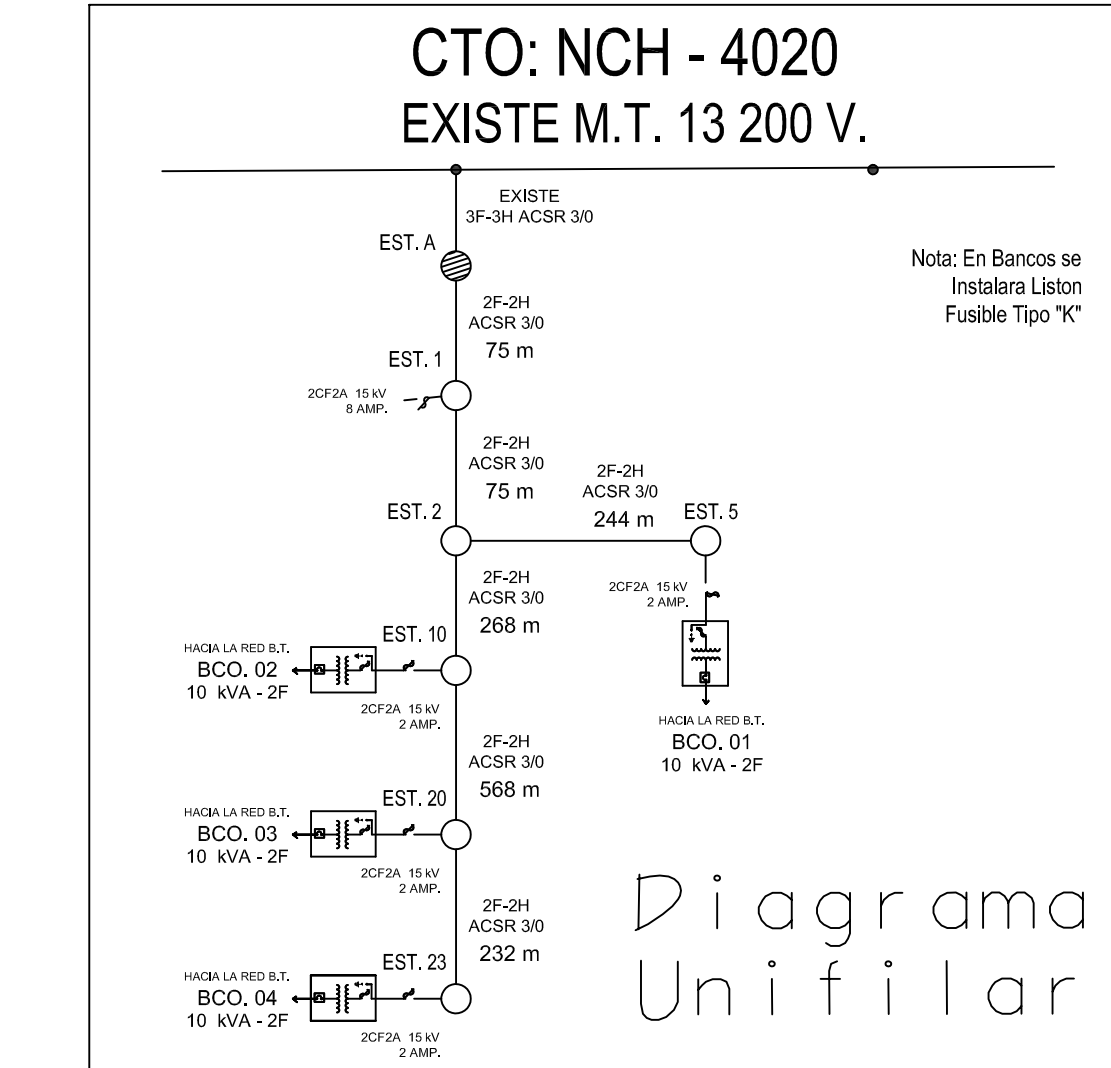 CTO: NCH - 4020
EXISTE M.T. 13 200 V.
EXISTE
3F-3H ACSR 3/0
EST. A
Nota: En Bancos se
Instalara Liston
Fusible Tipo "K"
2F-2H
ACSR 3/0
75 m
EST. 1
2CF2A 15 kV
8 AMP.
2F-2H
ACSR 3/0
75 m
EST. 2
2F-2H
ACSR 3/0
244 m
EST. 5
2CF2A 15 kV
2 AMP.
HACIA LA RED B.T.
BCO. 01
10 kVA - 2F
2F-2H
ACSR 3/0
268 m
EST. 10
HACIA LA RED B.T.
BCO. 02
10 kVA - 2F
2CF2A 15 kV
2 AMP.
2F-2H
ACSR 3/0
568 m
EST. 20
HACIA LA RED B.T.
BCO. 03
10 kVA - 2F
2CF2A 15 kV
2 AMP.
2F-2H
ACSR 3/0
232 m
EST. 23
HACIA LA RED B.T.
BCO. 04
10 kVA - 2F
2CF2A 15 kV
2 AMP.
Diagrama
Unifilar